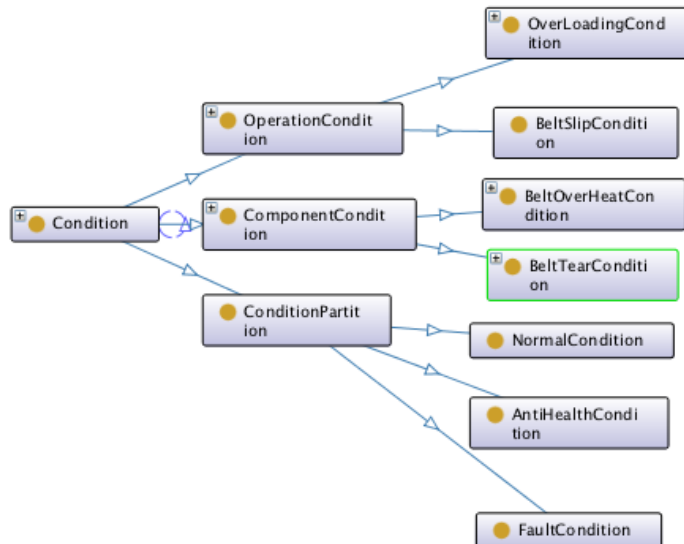 OverLoadingCond
ition
OperationCondit
ion
BeltSlipConditi
on
BeltOverHeatCon
dition
Condition
ComponentCondit
ion
BeltTearConditi
on
ConditionPartit
ion
NormalCondition
AntiHealthCondi
tion
FaultCondition